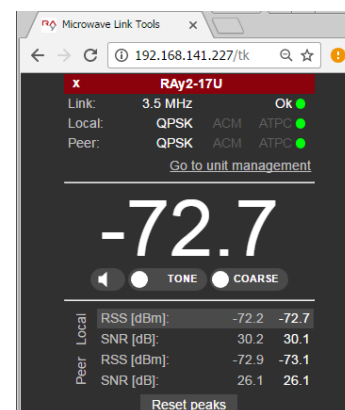 Microwave Link Tools x
192.168.141.227/tk
x RAy2-17U
Link: 3.5 MHz Ok
Local: QPSK ACM ATPC
Peer: QPSK ACM ATPC
Go to unit management
-72.7
TONE COARSE
Local
RSS [dBm]: -72.2 -72.7
SNR [dB]: 30.2 30.1
Peer
RSS [dBm]: -72.9 -73.1
SNR [dB]: 26.1 26.1
Reset peaks